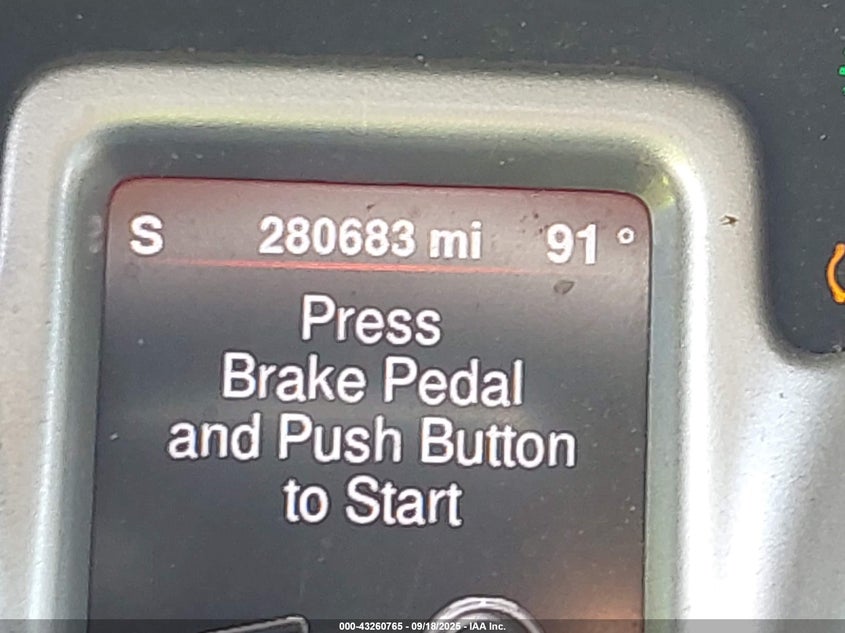 S 280683 mi 91°
Press
Brake Pedal
and Push Button
to Start
000-43260765 - 09/18/2025 - IAA Inc.